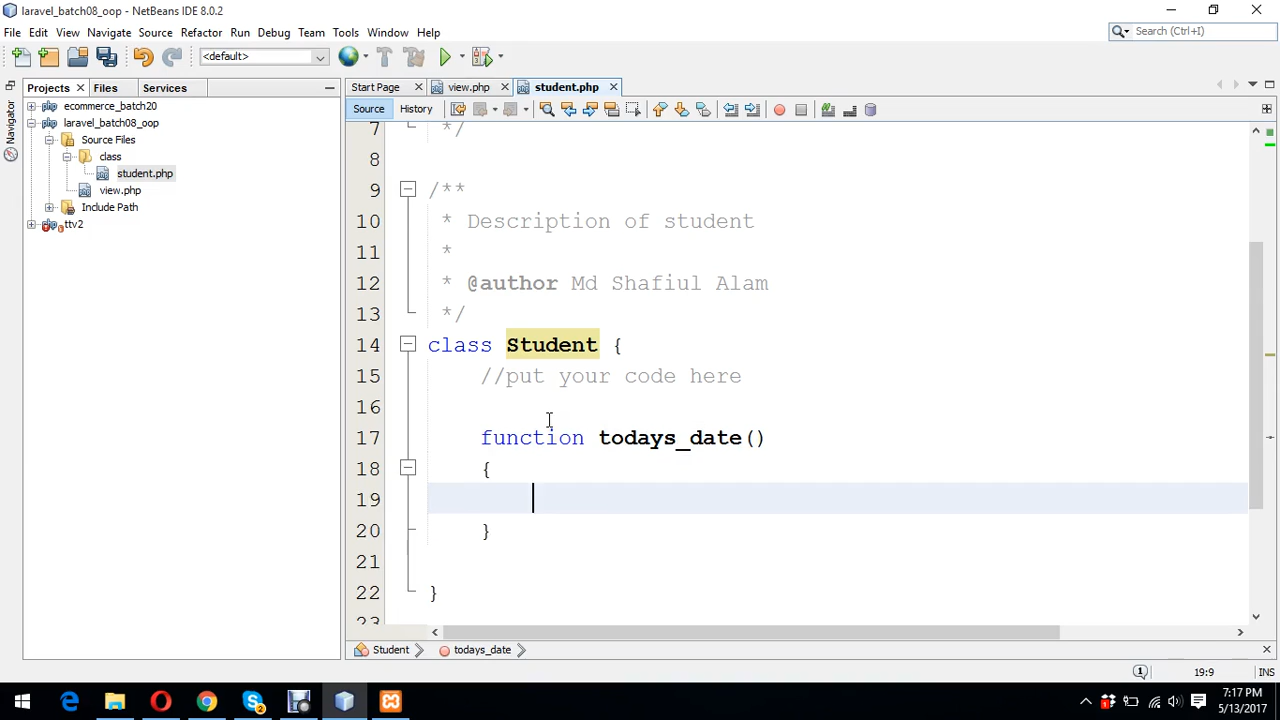 laravel_batch08_oop - NetBeans IDE 8.0.2
File Edit View Navigate Source Refactor Run Debug Team Tools Window Help
Search (Ctrl+I)
<default>
Projects Files Services
Start Page view.php student.php
Navigator
ecommerce_batch20
laravel_batch08_oop
Source Files
class
student.php
view.php
Include Path
ttv2
Source History
7 */
8
9 /**
10 * Description of student
11 *
12 * @author Md Shafiul Alam
13 */
14 class Student {
15 //put your code here
16
17 function todays_date()
18 {
19
20 }
21
22 }
23
Student todays_date
1 19:9 INS
7:17 PM
5/13/2017